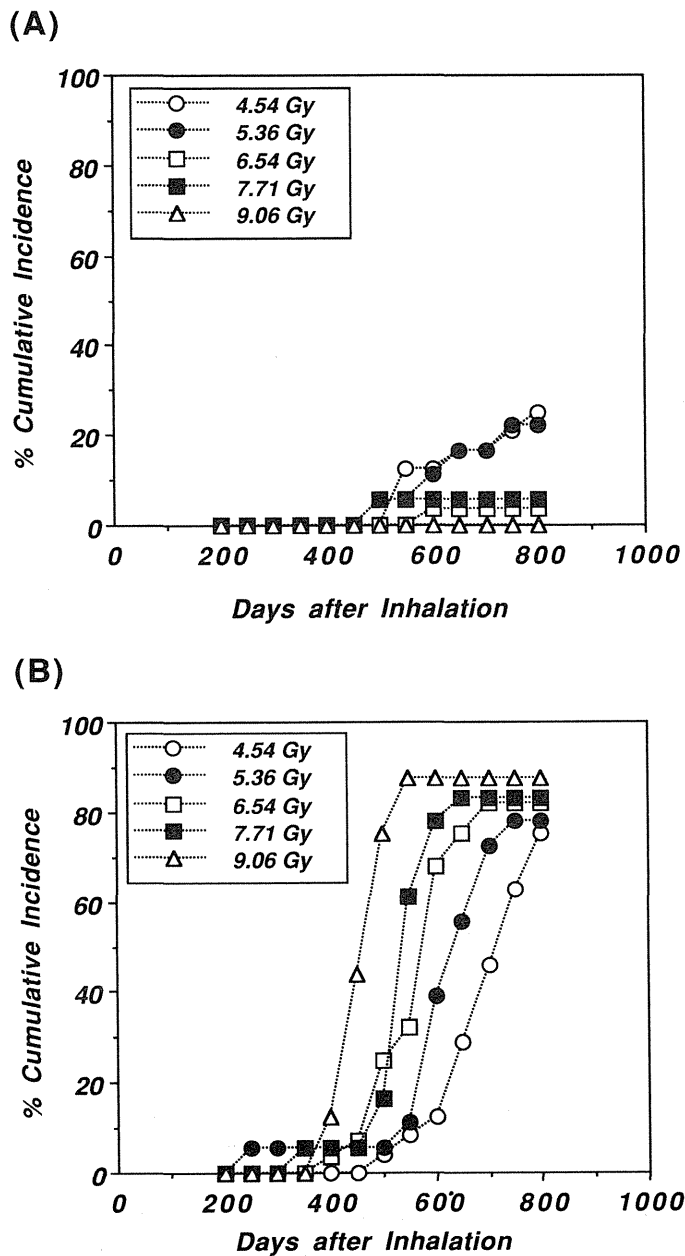 (A)
% Cumulative Incidence
100
80
60
40
20
0
4.54 Gy
5.36 Gy
6.54 Gy
7.71 Gy
9.06 Gy
0 200 400 600 800 1000
Days after Inhalation
(B)
% Cumulative Incidence
100
80
60
40
20
0
4.54 Gy
5.36 Gy
6.54 Gy
7.71 Gy
9.06 Gy
0 200 400 600 800 1000
Days after Inhalation